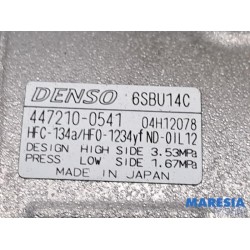 DENSO 6SBU14C
447210-0541 04H12078
HFC-134a/HFO-1234yf ND-OIL12
DESIGN HIGH SIDE 3.53MPa
PRESS LOW SIDE 1.67MPa
MADE IN JAPAN
MARESIA